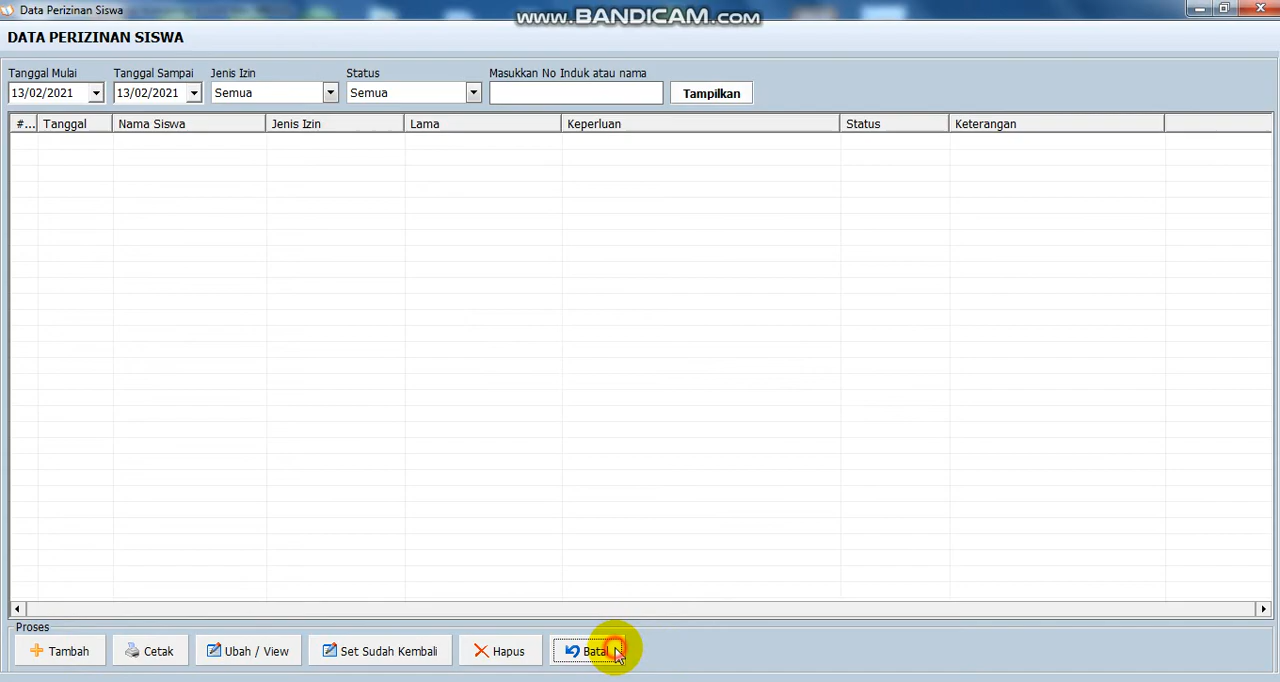 Data Perizinan Siswa
WWW.BANDICAM.COM
DATA PERIZINAN SISWA
Tanggal Mulai Tanggal Sampai Jenis Izin Status Masukkan No Induk atau nama
13/02/2021 13/02/2021 Semua Semua Tampilkan
#... Tanggal Nama Siswa Jenis Izin Lama Keperluan Status Keterangan
Proses
Tambah Cetak Ubah / View Set Sudah Kembali Hapus Batal